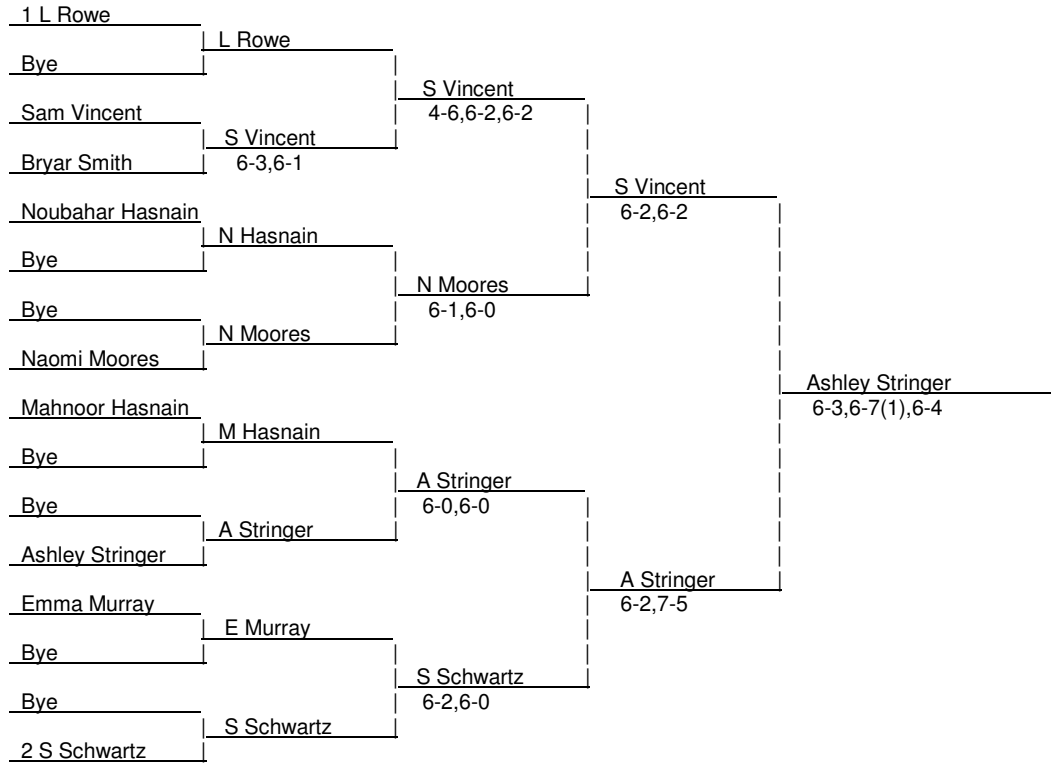 1 L Rowe
L Rowe
Bye
S Vincent
4-6,6-2,6-2
Sam Vincent
S Vincent
6-3,6-1
Bryar Smith
S Vincent
6-2,6-2
Noubahar Hasnain
N Hasnain
Bye
N Moores
6-1,6-0
Bye
N Moores
Naomi Moores
Ashley Stringer
6-3,6-7(1),6-4
Mahnoor Hasnain
M Hasnain
Bye
A Stringer
6-0,6-0
Bye
A Stringer
Ashley Stringer
A Stringer
6-2,7-5
Emma Murray
E Murray
Bye
S Schwartz
6-2,6-0
Bye
S Schwartz
2 S Schwartz